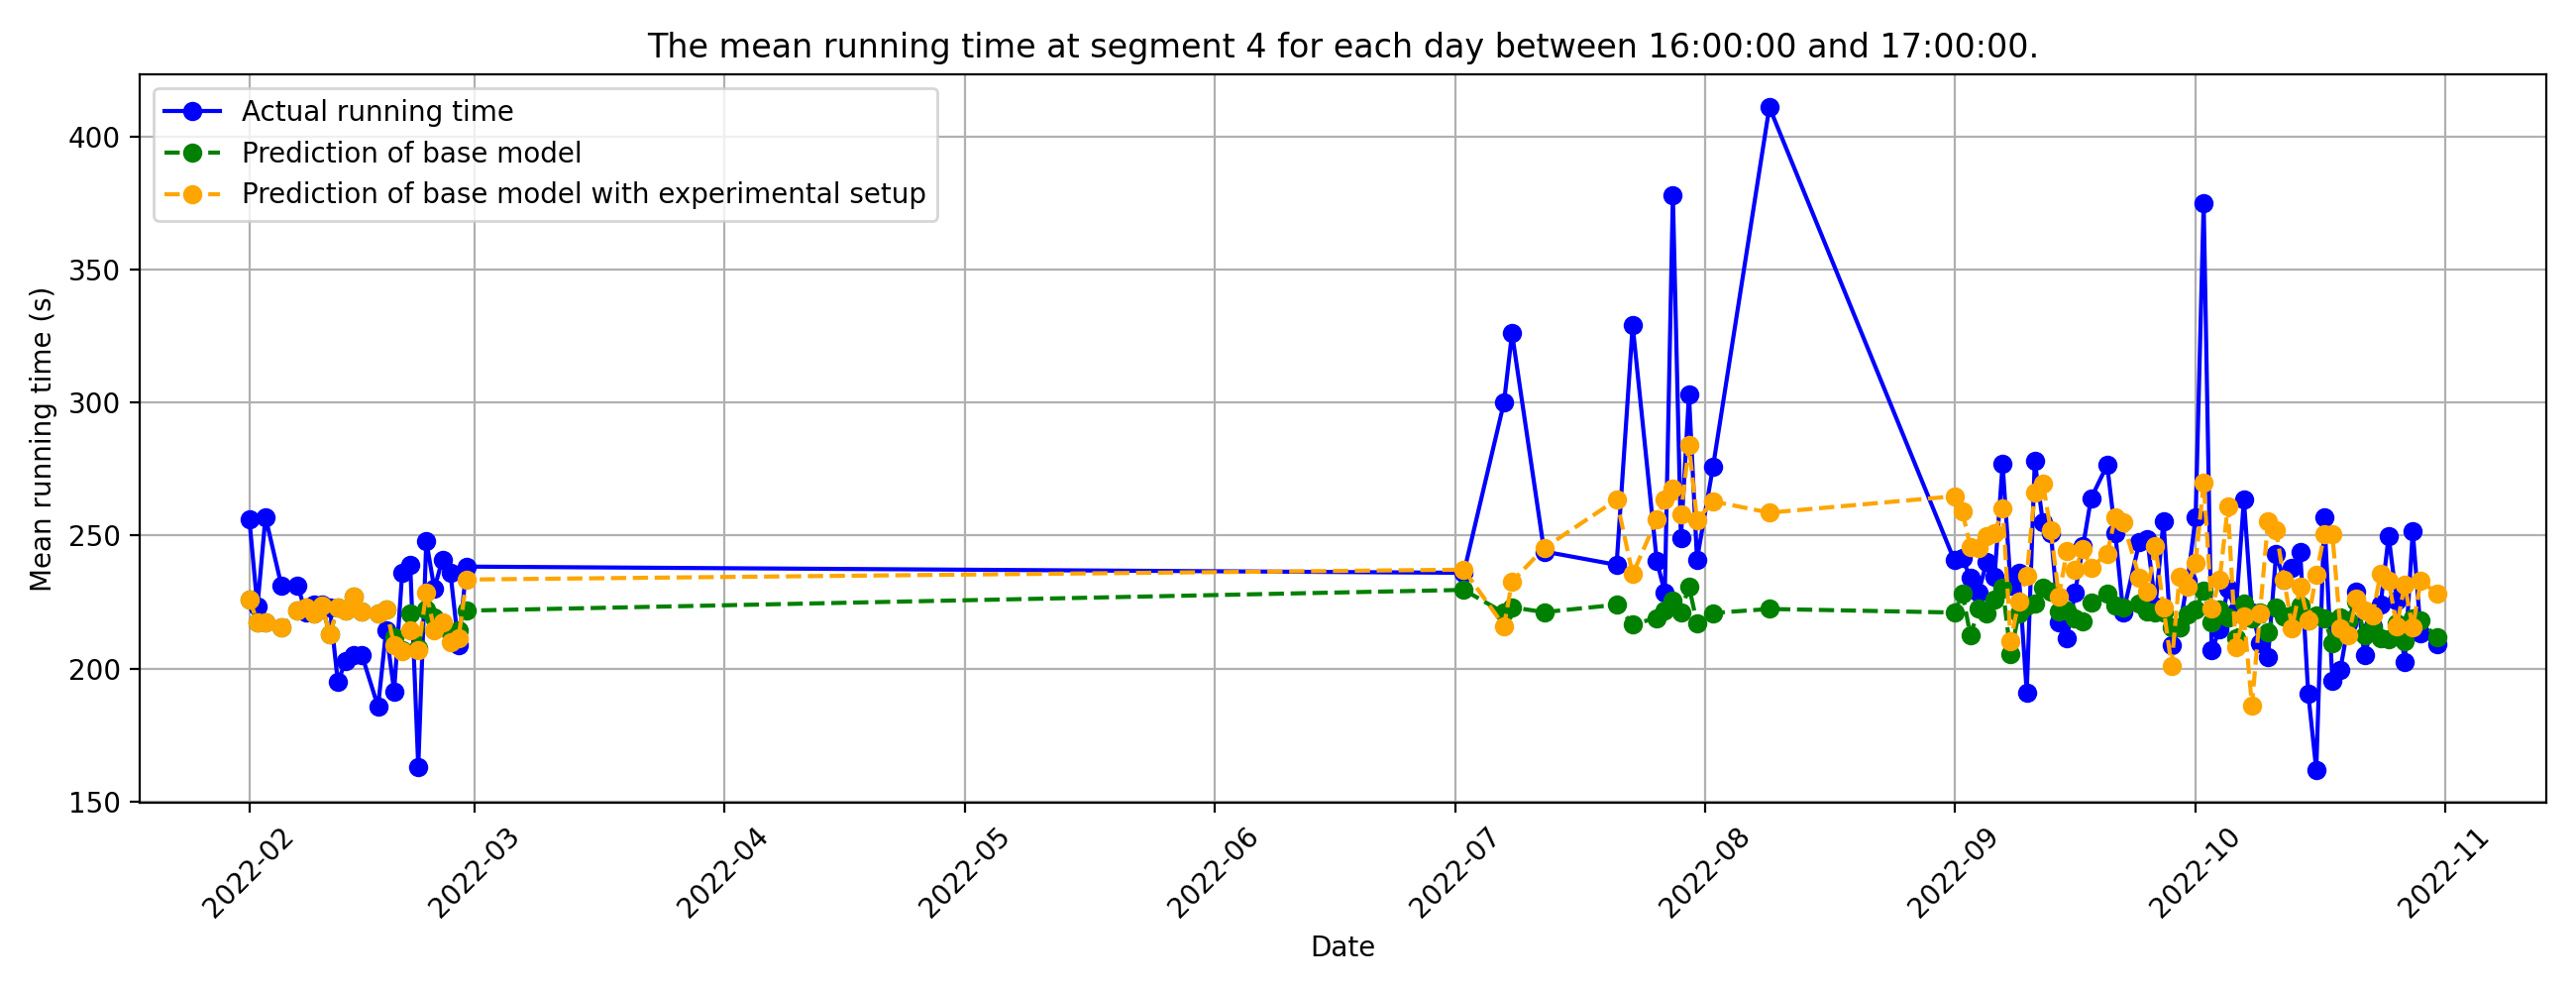 The mean running time at segment 4 for each day between 16:00:00 and 17:00:00.
Actual running time
Prediction of base model
Prediction of base model with experimental setup
Mean running time (s)
400
350
300
250
200
150
2022-02
2022-03
2022-04
2022-05
2022-06
2022-07
2022-08
2022-09
2022-10
2022-11
Date